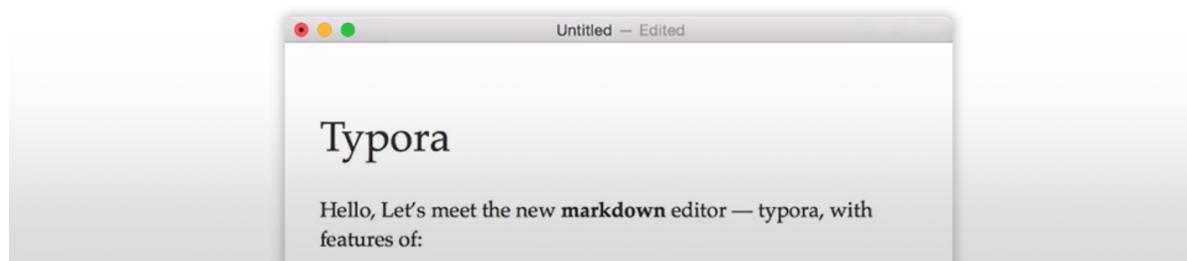 Untitled — Edited
Typora
Hello, Let's meet the new markdown editor — typora, with
features of: